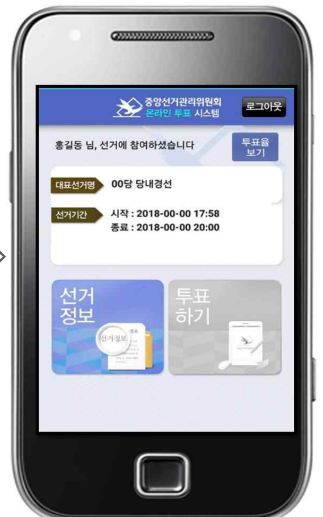 중앙선거관리위원회
온라인 투표 시스템
로그아웃
홍길동 님, 선거에 참여하셨습니다
투표율
보기
대표선거명 00당 당내경선
선거기간 시작 : 2018-00-00 17:58
종료 : 2018-00-00 20:00
선거
정보
선거정보
투표
하기